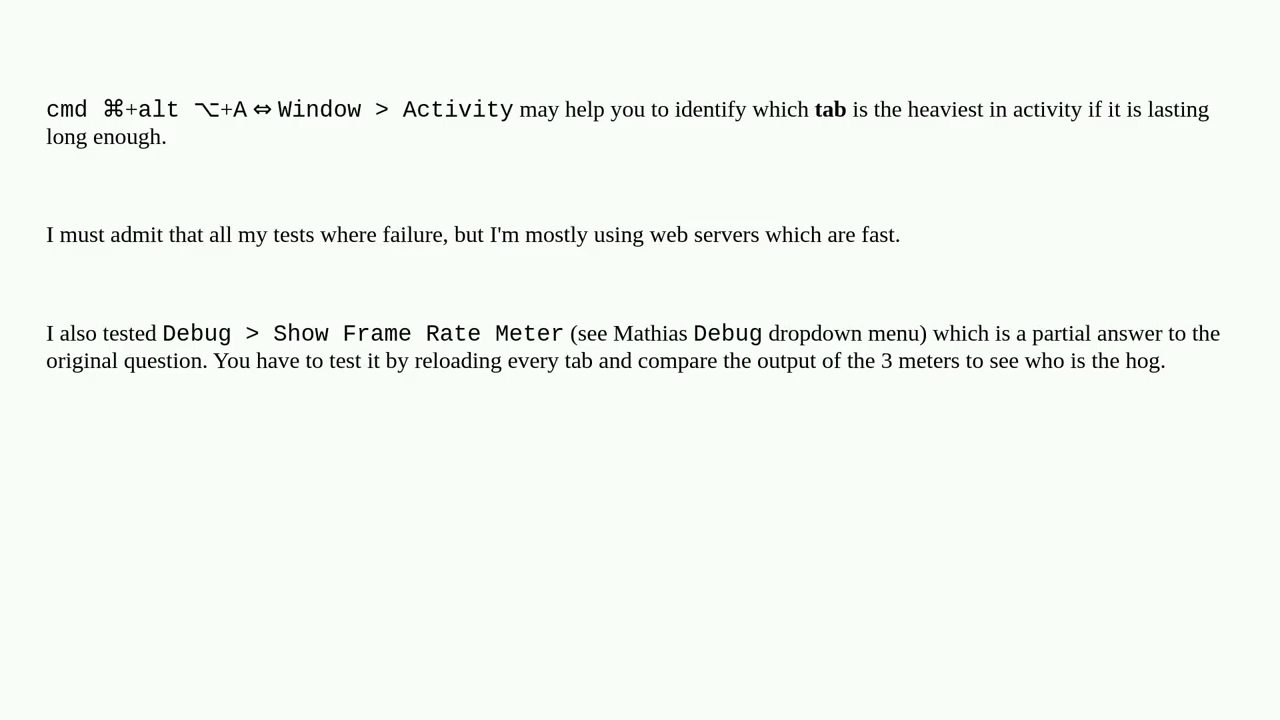 cmd ⌘+alt ⌥+A ⇔ Window > Activity may help you to identify which tab is the heaviest in activity if it is lasting
long enough.
I must admit that all my tests where failure, but I'm mostly using web servers which are fast.
I also tested Debug > Show Frame Rate Meter (see Mathias Debug dropdown menu) which is a partial answer to the
original question. You have to test it by reloading every tab and compare the output of the 3 meters to see who is the hog.